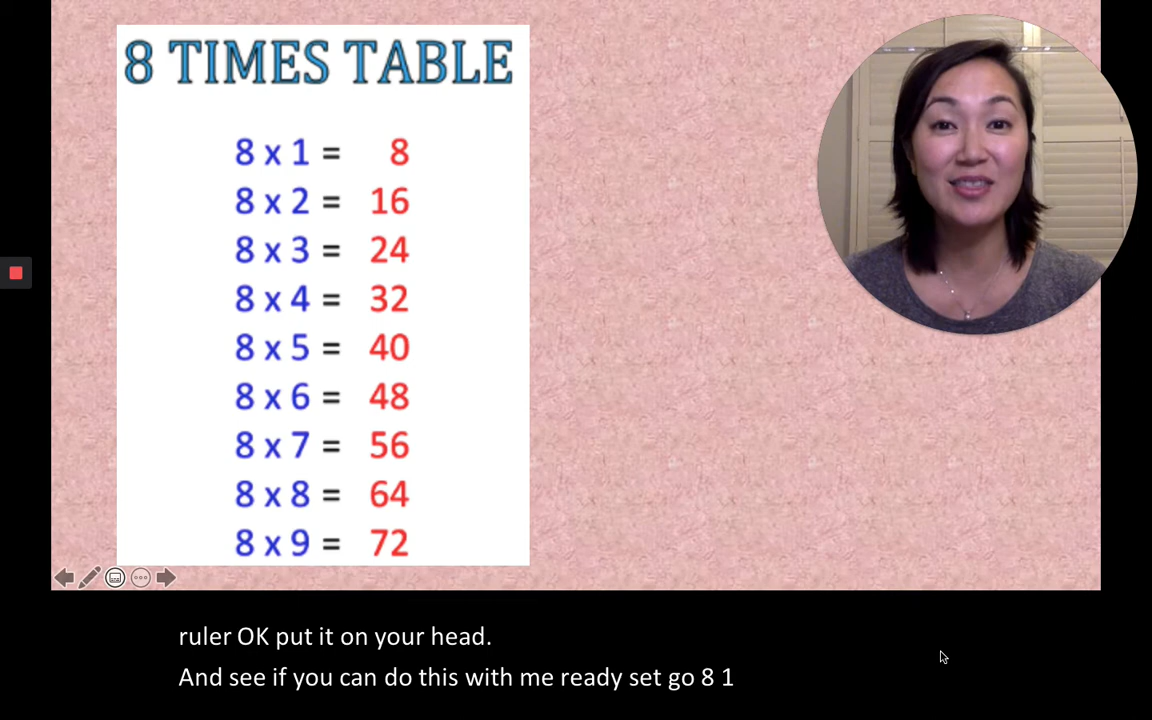 8 TIMES TABLE
8 x 1 = 8
8 x 2 = 16
8 x 3 = 24
8 x 4 = 32
8 x 5 = 40
8 x 6 = 48
8 x 7 = 56
8 x 8 = 64
8 x 9 = 72
ruler OK put it on your head.
And see if you can do this with me ready set go 8 1